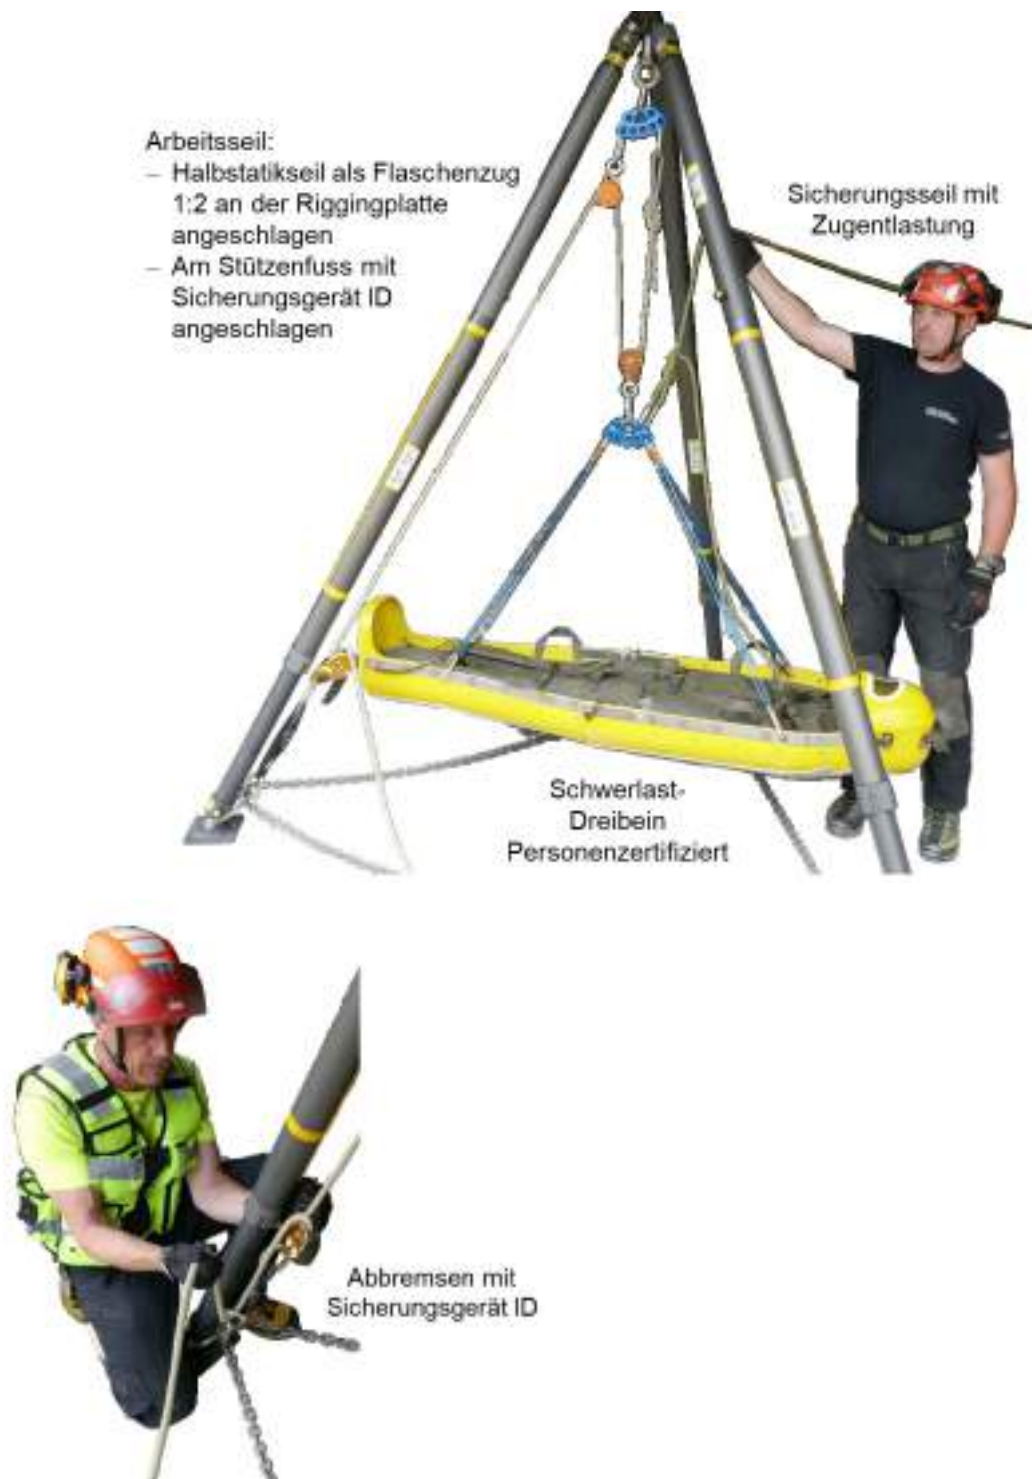 Arbeitsseil:
– Halbstatikseil als Flaschenzug
1:2 an der Riggingplatte
angeschlagen
– Am Stützenfuss mit
Sicherungsgerät ID
angeschlagen
Sicherungsseil mit
Zugentlastung
Schwerlast-
Dreibein
Personenzertifiziert
Abbremsen mit
Sicherungsgerät ID